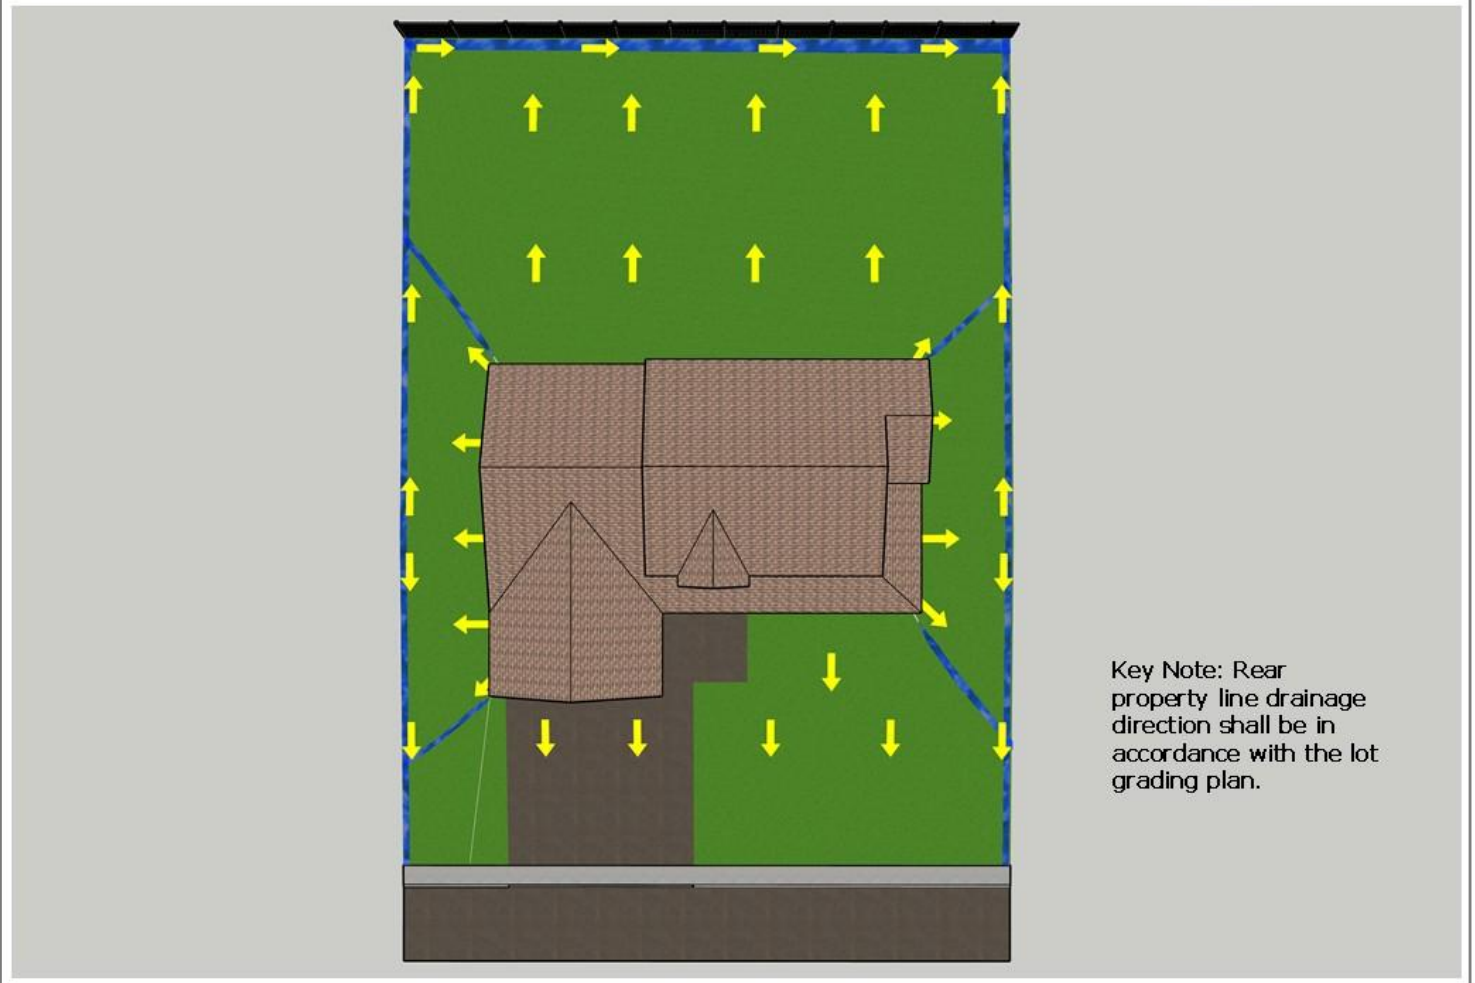 Key Note: Rear
property line drainage
direction shall be in
accordance with the lot
grading plan.